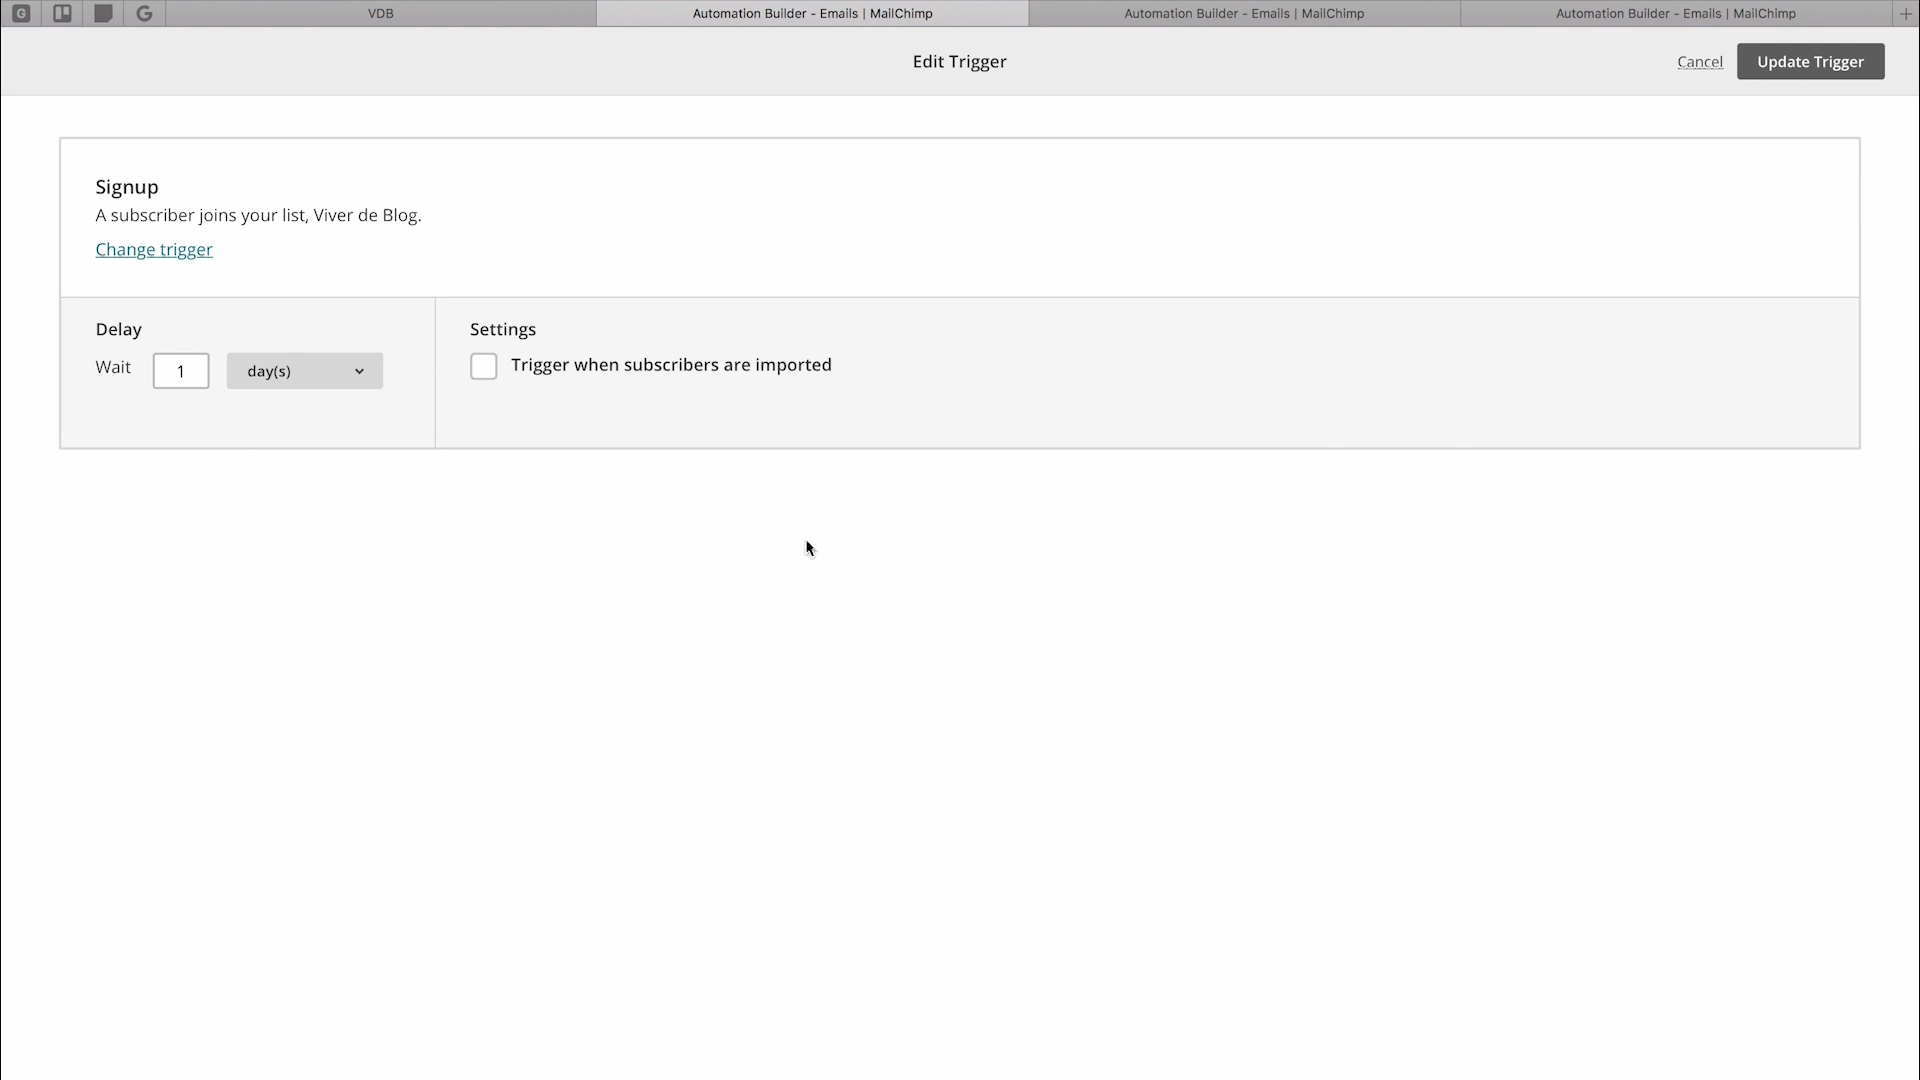 G
G
VDB
Automation Builder - Emails | MailChimp
Automation Builder - Emails | MailChimp
Automation Builder - Emails | MailChimp
Edit Trigger
Cancel
Update Trigger
Signup
A subscriber joins your list, Viver de Blog.
Change trigger
Delay
Settings
Wait 1 day(s)
Trigger when subscribers are imported